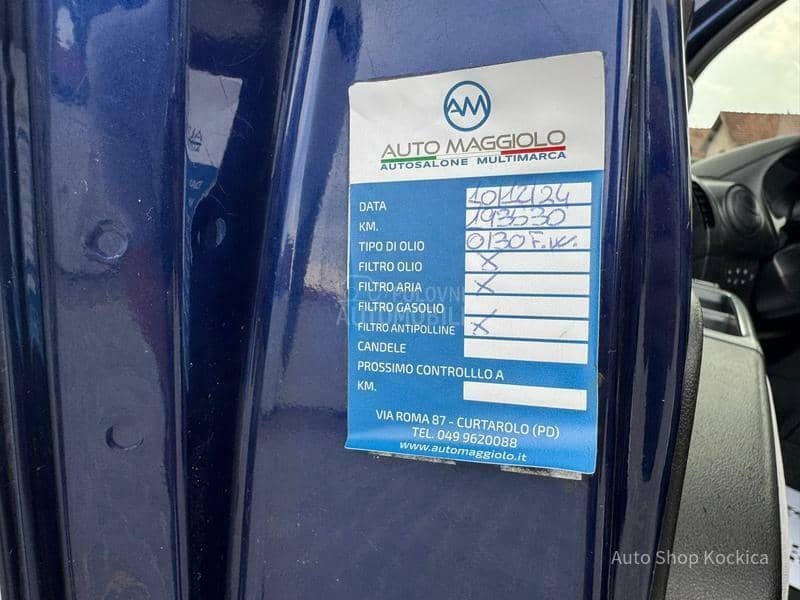 AM
AUTO MAGGIOLO
AUTOSALONE MULTIMARCA
DATA 10/12/24
KM. 193530
TIPO DI OLIO 0/30 F.
FILTRO OLIO X
FILTRO ARIA X
FILTRO GASOLIO
FILTRO ANTIPOLLINE X
CANDELE
PROSSIMO CONTROLLLO A
KM.
VIA ROMA 87 - CURTAROLO (PD)
TEL. 049 9620088
www.automaggiolo.it
POLOVNI
AUTOMOBILI
Auto Shop Kockica